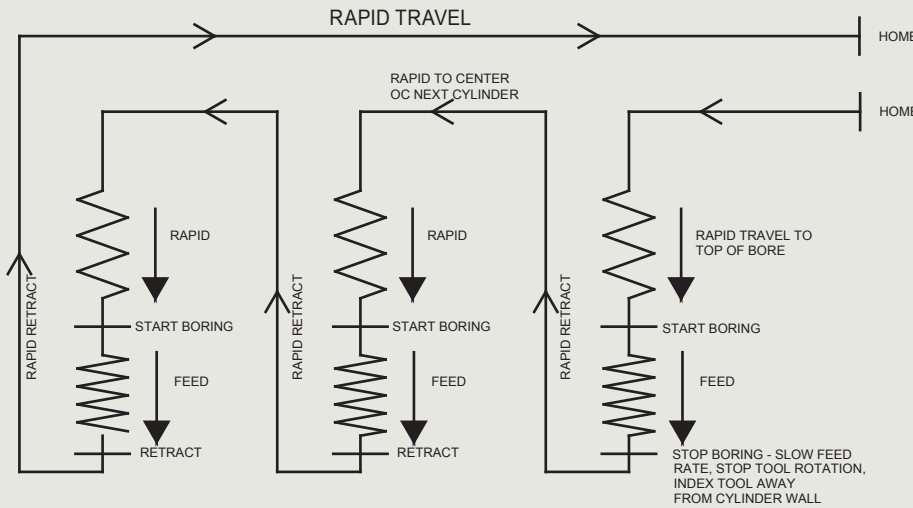 RAPID TRAVEL
HOME
RAPID TO CENTER
OC NEXT CYLINDER
HOME
RAPID
RAPID
RAPID TRAVEL TO
TOP OF BORE
RAPID RETRACT
RAPID RETRACT
RAPID RETRACT
START BORING
START BORING
START BORING
FEED
FEED
FEED
RETRACT
RETRACT
STOP BORING - SLOW FEED
RATE, STOP TOOL ROTATION,
INDEX TOOL AWAY
FROM CYLINDER WALL